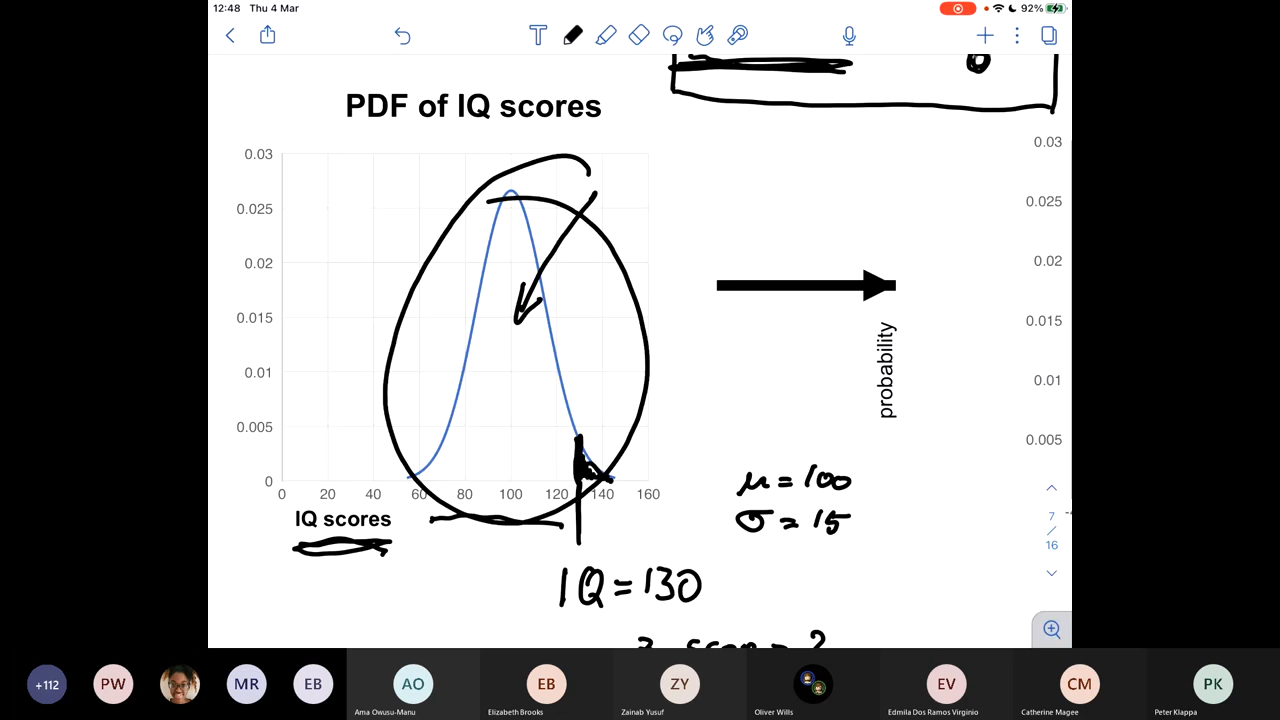 12:48 Thu 4 Mar
92%
T
PDF of IQ scores
0.03
0.025
0.02
0.015
0.01
0.005
0
0 20 40 60 80 100 120 140 160
IQ scores
probability
0.03
0.025
0.02
0.015
0.01
0.005
μ = 100
σ = 15
IQ = 130
7
/
16
+112
PW
MR
EB
AO
EB
ZY
EV
CM
PK
Ama Owusu-Manu
Elizabeth Brooks
Zainab Yusuf
Oliver Wills
Edmila Dos Ramos Virginio
Catherine Magee
Peter Klappa